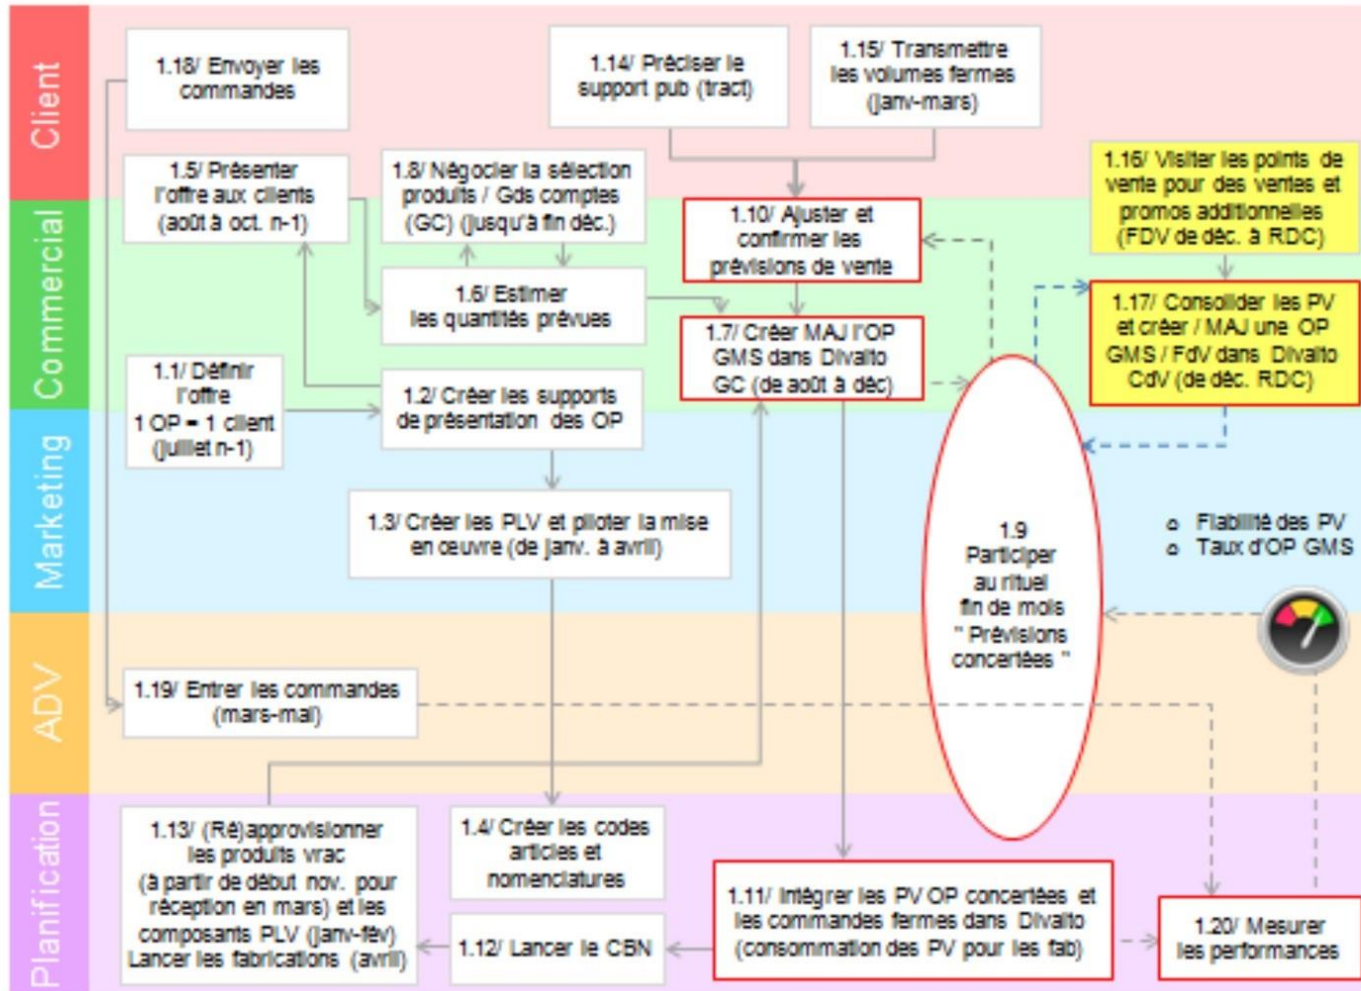 Client
1.18/ Envoyer les
commandes
1.14/ Préciser le
support pub (tract)
1.15/ Transmettre
les volumes fermes
(janv-mars)
1.5/ Présenter
l'offre aux clients
(août à oct. n-1)
1.8/ Négocier la sélection
produits / Gds comptes
(GC) (jusqu'à fin déc.)
1.16/ Visiter les points de
vente pour des ventes et
promos additionnelles
(FDV de déc. à RDC)
Commercial
1.10/ Ajuster et
confirmer les
prévisions de vente
1.6/ Estimer
les quantités prévues
1.7/ Créer MAJ l'OP
GMS dans Divalto
GC (de août à déc)
1.17/ Consolider les PV
et créer / MAJ une OP
GMS / FdV dans Divalto
CdV (de déc. RDC)
1.1/ Définir
l'offre
1 OP = 1 client
(juillet n-1)
1.2/ Créer les supports
de présentation des OP
Marketing
1.3/ Créer les PLV et piloter la mise
en œuvre (de janv. à avril)
1.9
Participer
au rituel
fin de mois
" Prévisions
concertées "
Fiabilité des PV
Taux d'OP GMS
ADV
1.19/ Entrer les commandes
(mars-mai)
Planification
1.13/ (Ré)approvisionner
les produits vrac
(à partir de début nov. pour
réception en mars) et les
composants PLV (janv-fév)
Lancer les fabrications (avril)
1.4/ Créer les codes
articles et
nomenclatures
1.12/ Lancer le CBN
1.11/ Intégrer les PV OP concertées et
les commandes fermes dans Divalto
(consommation des PV pour les fab)
1.20/ Mesurer
les performances